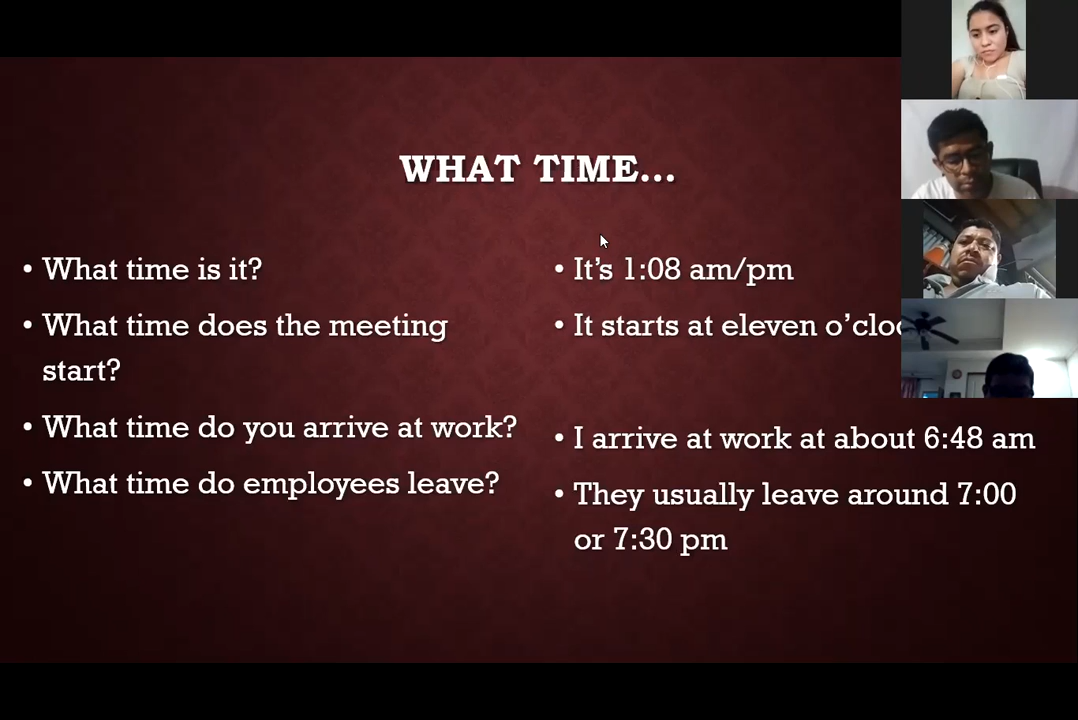 WHAT TIME...
• What time is it?
• What time does the meeting
start?
• What time do you arrive at work?
• What time do employees leave?
• It's 1:08 am/pm
• It starts at eleven
• I arrive at work at about 6:48 am
• They usually leave around 7:00
or 7:30 pm